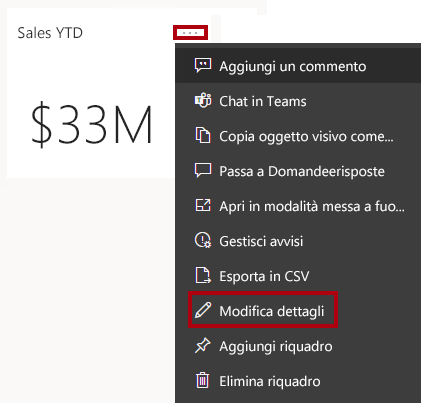 Sales YTD
$33M
Aggiungi un commento
Chat in Teams
Copia oggetto visivo come...
Passa a Domandeerisposte
Apri in modalità messa a fuo...
Gestisci avvisi
Esporta in CSV
Modifica dettagli
Aggiungi riquadro
Elimina riquadro